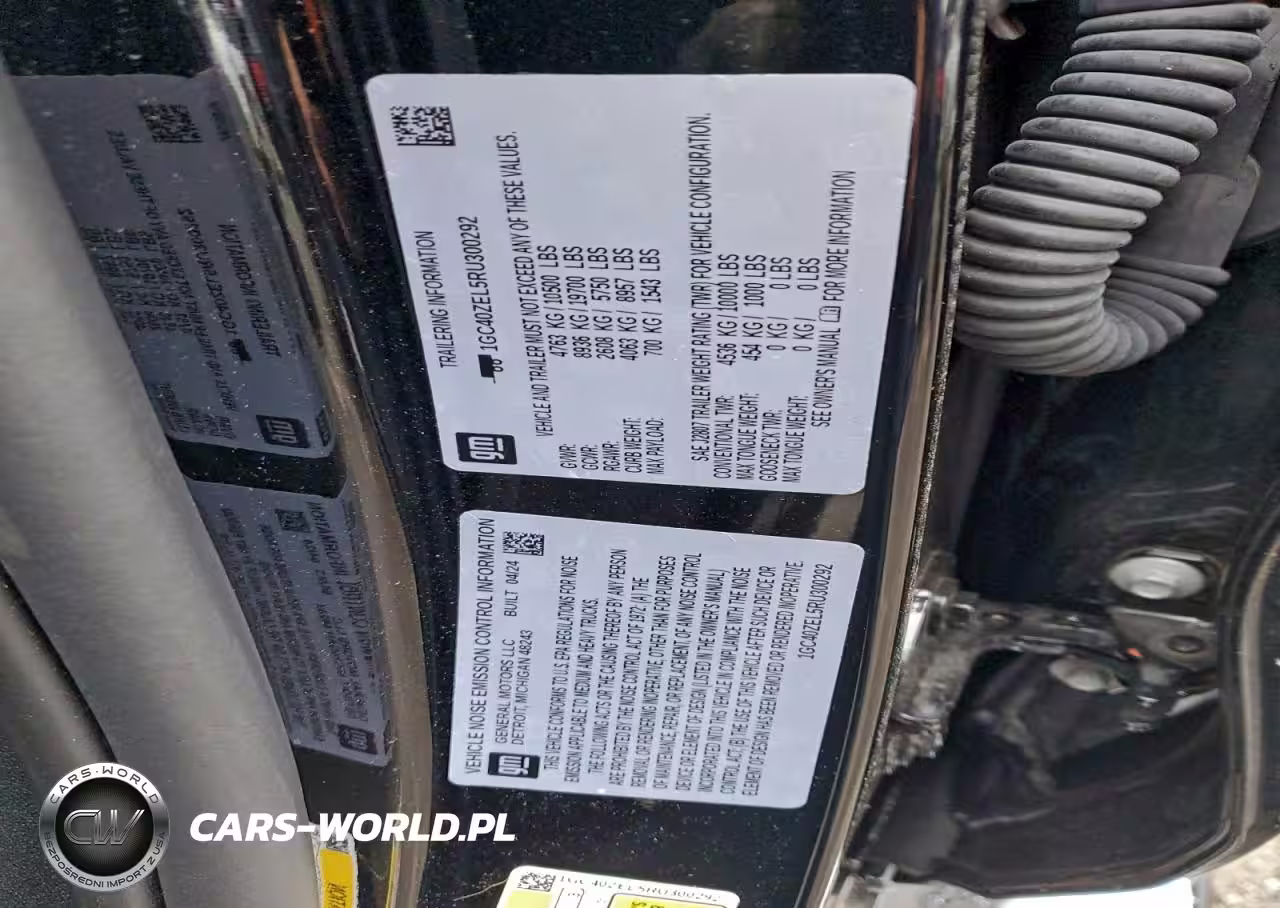 TRAILERING INFORMATION
1GC40ZEL5RU300292
gm
VEHICLE AND TRAILER MUST NOT EXCEED ANY OF THESE VALUES.
GVWR: 4763 KG/ 10500 LBS
GCWR: 8936 KG/ 19700 LBS
RGAWR: 2608 KG/ 5750 LBS
CURB WEIGHT: 4063 KG/ 8957 LBS
MAX PAYLOAD: 700 KG/ 1543 LBS
SAE J2807 TRAILER WEIGHT RATING (TWR) FOR VEHICLE CONFIGURATION.
CONVENTIONAL TWR: 4536 KG/ 10000 LBS
MAX TONGUE WEIGHT: 454 KG/ 1000 LBS
GOOSENECK TWR: 0 KG/ 0 LBS
MAX TONGUE WEIGHT: 0 KG/ 0 LBS
SEE OWNER'S MANUAL FOR MORE INFORMATION
VEHICLE NOISE EMISSION CONTROL INFORMATION
gm
GENERAL MOTORS LLC BUILT 04/24
DETROIT, MICHIGAN 48243
THIS VEHICLE CONFORMS TO U.S. EPA REGULATIONS FOR NOISE
EMISSION APPLICABLE TO MEDIUM AND HEAVY TRUCKS.
THE FOLLOWING ACTS OR THE CAUSING THEREOF BY ANY PERSON
ARE PROHIBITED BY THE NOISE CONTROL ACT OF 1972: (A) THE
REMOVAL OR RENDERING INOPERATIVE, OTHER THAN FOR PURPOSES
OF MAINTENANCE, REPAIR, OR REPLACEMENT OF ANY NOISE CONTROL
DEVICE OR ELEMENT OF DESIGN (LISTED IN THE OWNER'S MANUAL)
INCORPORATED INTO THIS VEHICLE IN COMPLIANCE WITH THE NOISE
CONTROL ACT; (B) THE USE OF THIS VEHICLE AFTER SUCH DEVICE OR
ELEMENT OF DESIGN HAS BEEN REMOVED OR RENDERED INOPERATIVE.
1GC40ZEL5RU300292
1GC40ZEL5RU300292
CARS-WORLD
CW
BEZPOŚREDNI IMPORT Z USA
CARS-WORLD.PL